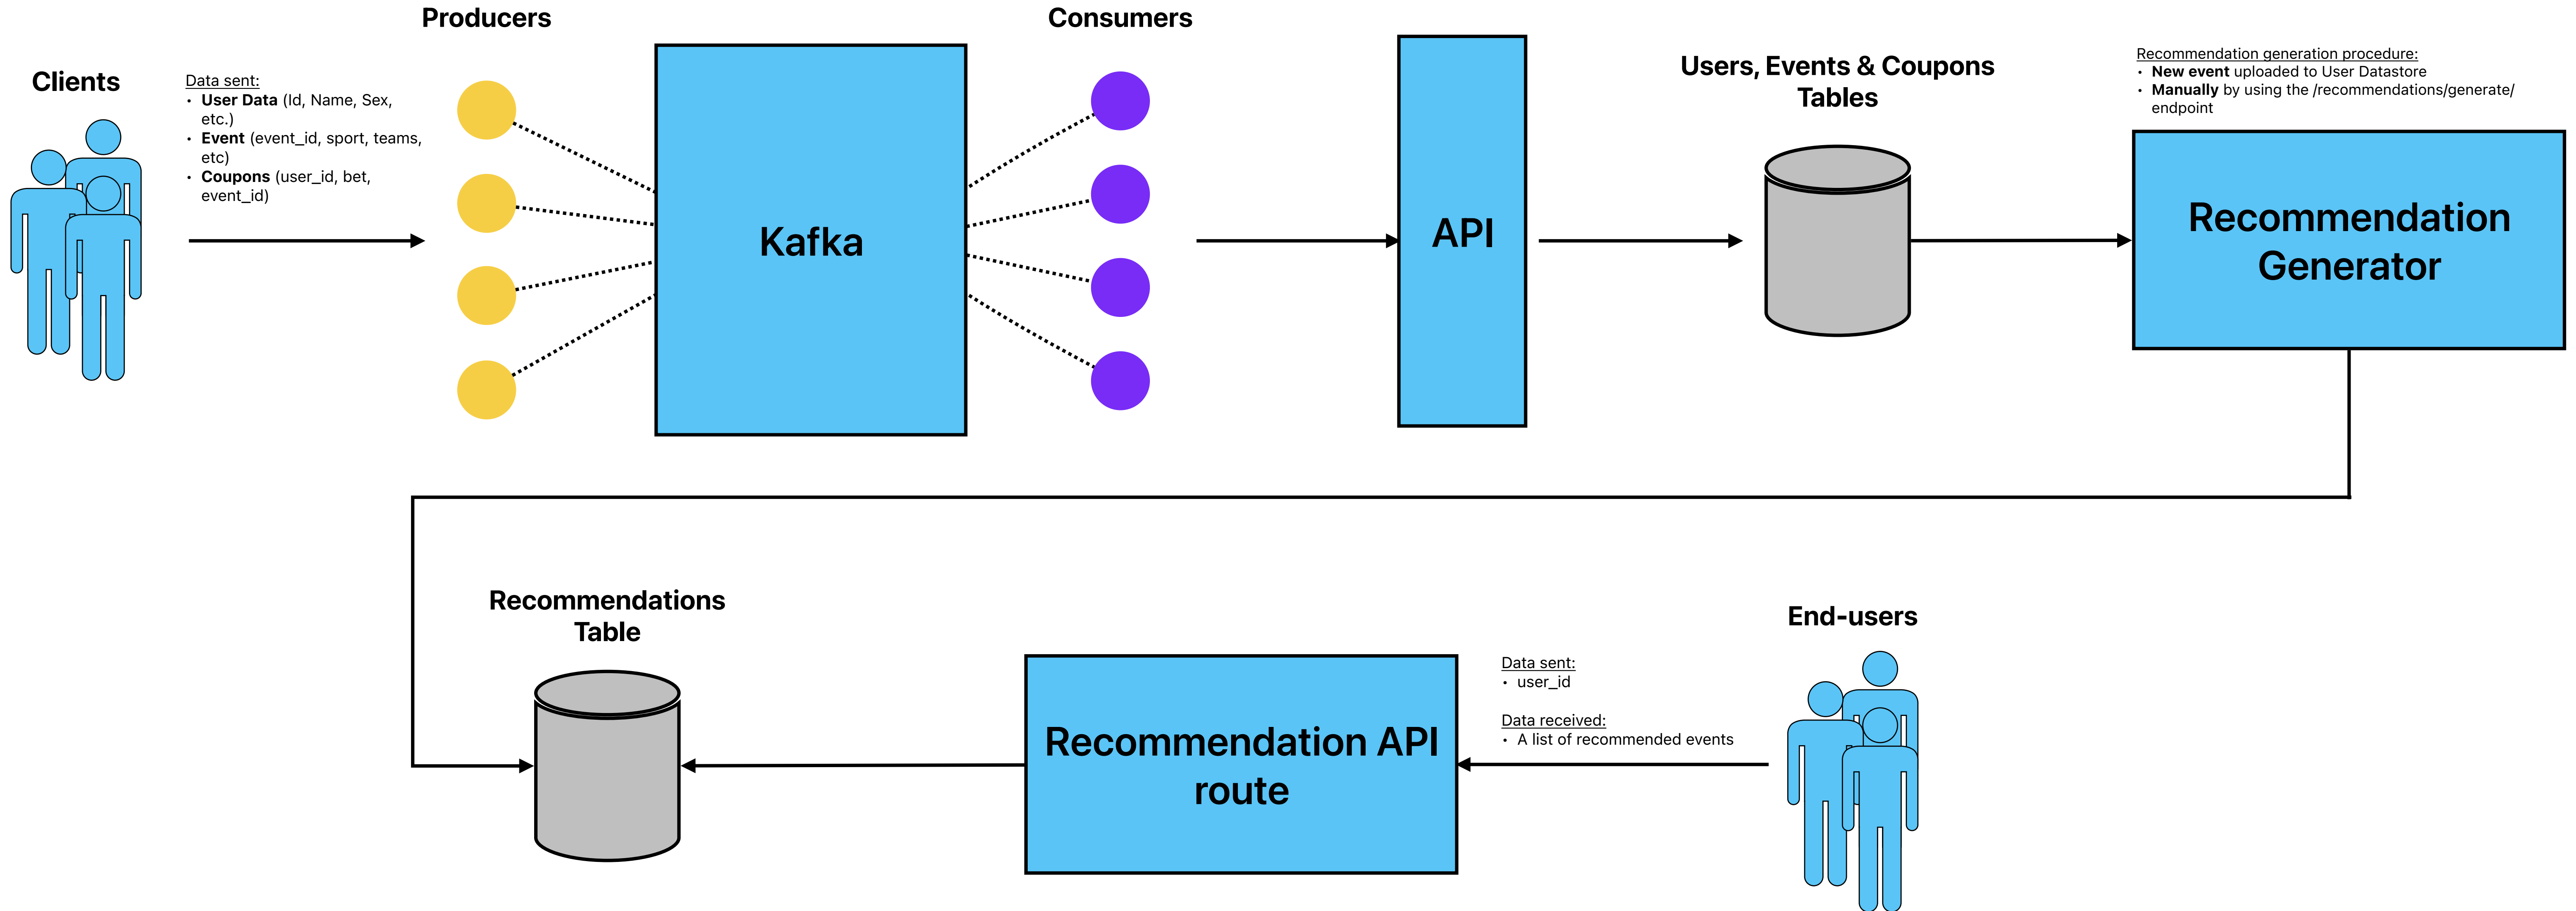 Producers
Consumers
Clients
Data sent:
• User Data (Id, Name, Sex,
etc.)
• Event (event_id, sport, teams,
etc)
• Coupons (user_id, bet,
event_id)
Kafka
API
Users, Events & Coupons
Tables
Recommendation generation procedure:
• New event uploaded to User Datastore
• Manually by using the /recommendations/generate/
endpoint
Recommendation
Generator
Recommendations
Table
Recommendation API
route
Data sent:
• user_id
Data received:
• A list of recommended events
End-users